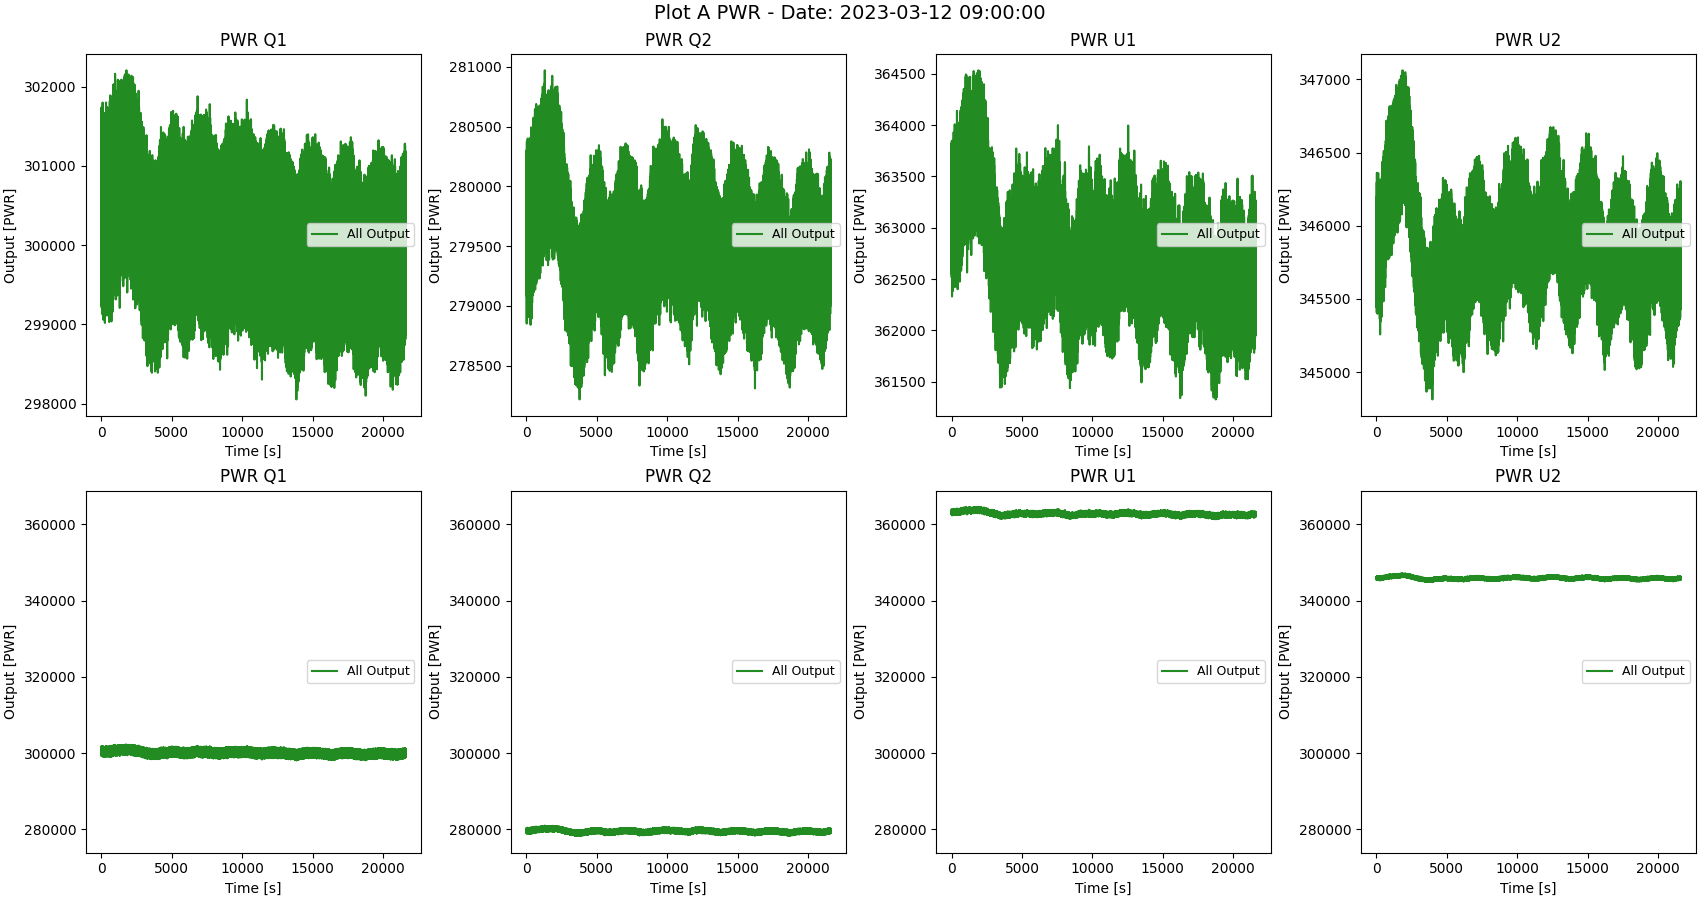 Plot A PWR - Date: 2023-03-12 09:00:00
PWR Q1
Output [PWR]
302000
301000
300000
299000
298000
All Output
0 5000 10000 15000 20000
Time [s]
PWR Q2
Output [PWR]
281000
280500
280000
279500
279000
278500
All Output
0 5000 10000 15000 20000
Time [s]
PWR U1
Output [PWR]
364500
364000
363500
363000
362500
362000
361500
All Output
0 5000 10000 15000 20000
Time [s]
PWR U2
Output [PWR]
347000
346500
346000
345500
345000
All Output
0 5000 10000 15000 20000
Time [s]
PWR Q1
Output [PWR]
360000
340000
320000
300000
280000
All Output
0 5000 10000 15000 20000
Time [s]
PWR Q2
Output [PWR]
360000
340000
320000
300000
280000
All Output
0 5000 10000 15000 20000
Time [s]
PWR U1
Output [PWR]
360000
340000
320000
300000
280000
All Output
0 5000 10000 15000 20000
Time [s]
PWR U2
Output [PWR]
360000
340000
320000
300000
280000
All Output
0 5000 10000 15000 20000
Time [s]